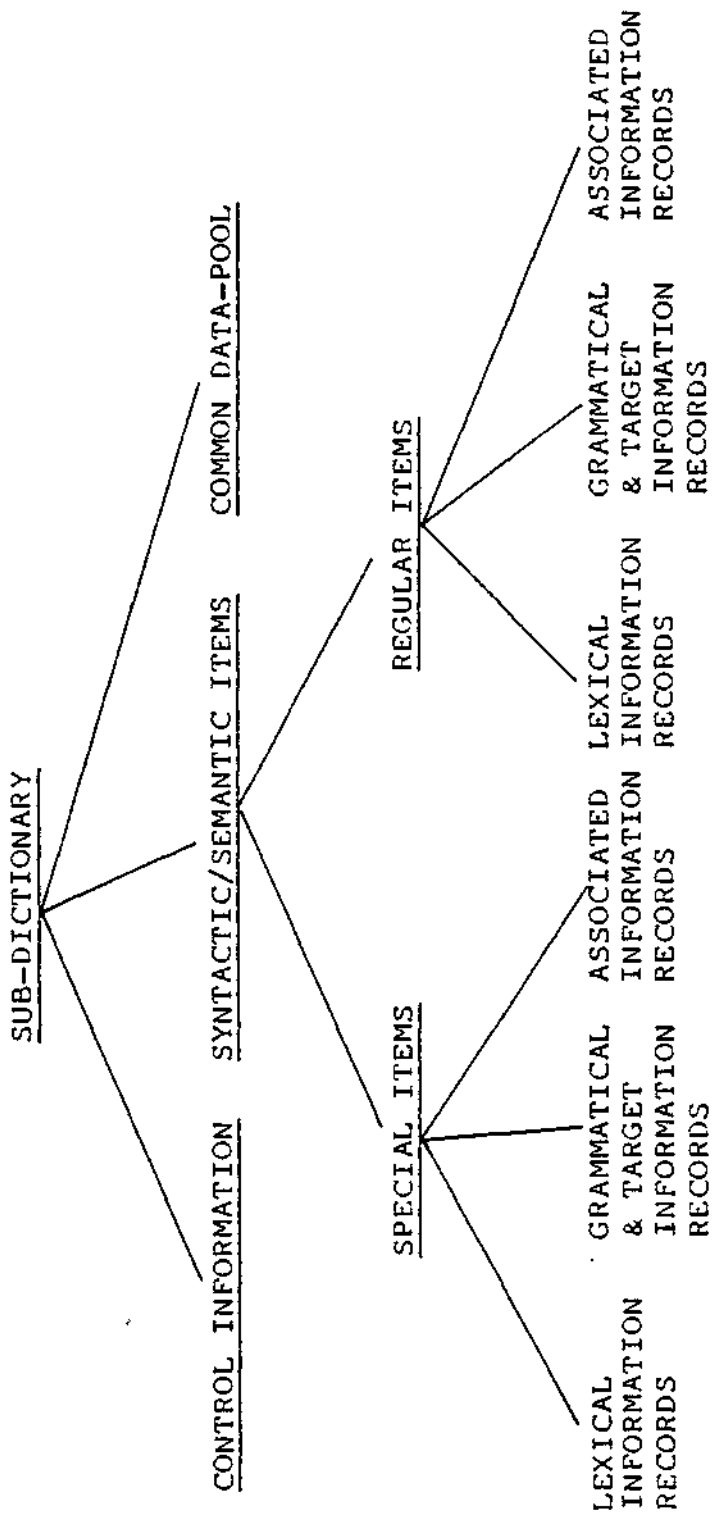 SUB-DICTIONARY
CONTROL INFORMATION
SYNTACTIC/SEMANTIC ITEMS
COMMON DATA-POOL
SPECIAL ITEMS
REGULAR ITEMS
LEXICAL
INFORMATION
RECORDS
GRAMMATICAL
& TARGET
INFORMATION
RECORDS
ASSOCIATED
INFORMATION
RECORDS
LEXICAL
INFORMATION
RECORDS
GRAMMATICAL
& TARGET
INFORMATION
RECORDS
ASSOCIATED
INFORMATION
RECORDS